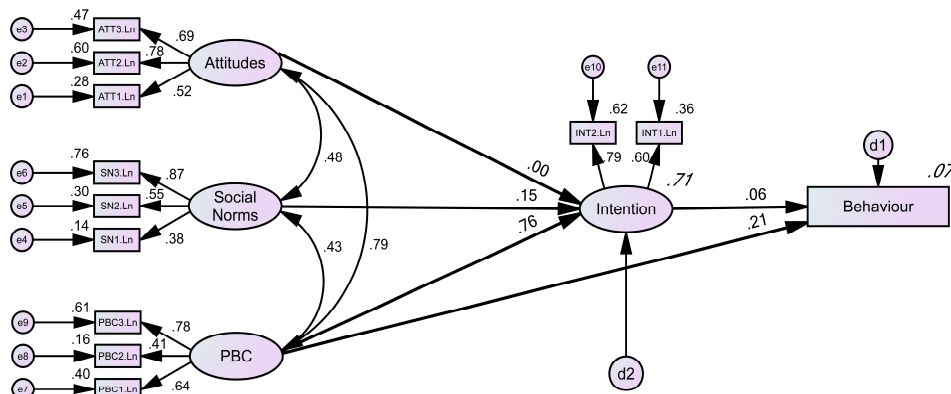 .47
e3
ATT3.Ln
.69
.60
e2
ATT2.Ln
.78
Attitudes
.28
e1
ATT1.Ln
.52
e10
e11
.62
.36
INT2.Ln
INT1.Ln
.79
.60
d1
.48
.00
.76
e6
SN3.Ln
.87
.30
e5
SN2.Ln
.55
Social
Norms
.14
e4
SN1.Ln
.38
.15
Intention
.71
.06
Behaviour
.07
.43
.79
.76
.21
.61
e9
PBC3.Ln
.78
.16
e8
PBC2.Ln
.41
PBC
.40
e7
PBC1.Ln
.64
d2